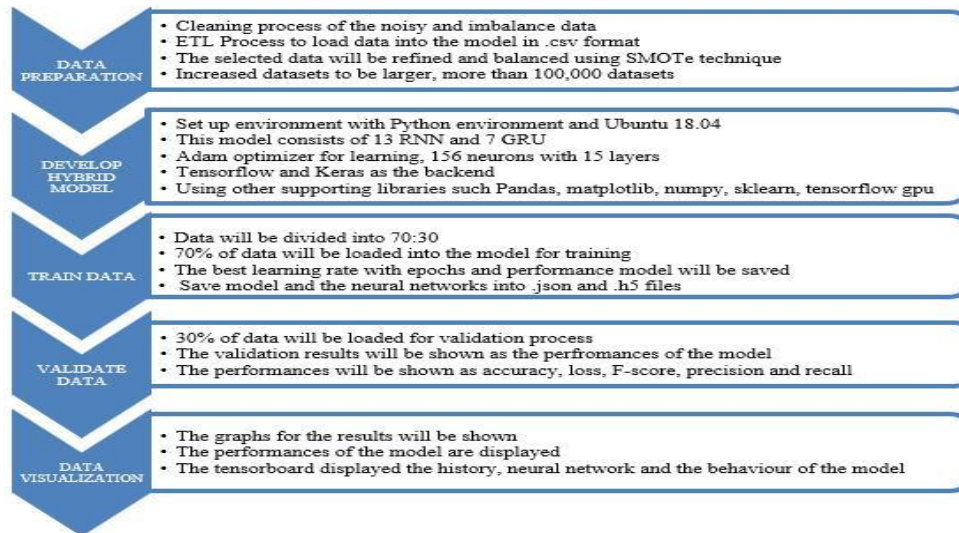 DATA
PREPARATION
• Cleaning process of the noisy and imbalance data
• ETL Process to load data into the model in .csv format
• The selected data will be refined and balanced using SMOTe technique
• Increased datasets to be larger, more than 100,000 datasets
DEVELOP
HYBRID
MODEL
• Set up environment with Python environment and Ubuntu 18.04
• This model consists of 13 RNN and 7 GRU
• Adam optimizer for learning, 156 neurons with 15 layers
• Tensorflow and Keras as the backend
• Using other supporting libraries such Pandas, matplotlib, numpy, sklearn, tensorflow gpu
TRAIN DATA
• Data will be divided into 70:30
• 70% of data will be loaded into the model for training
• The best learning rate with epochs and performance model will be saved
• Save model and the neural networks into .json and .h5 files
VALIDATE
DATA
• 30% of data will be loaded for validation process
• The validation results will be shown as the perfromances of the model
• The performances will be shown as accuracy, loss, F-score, precision and recall
DATA
VISUALIZATION
• The graphs for the results will be shown
• The performances of the model are displayed
• The tensorboard displayed the history, neural network and the behaviour of the model